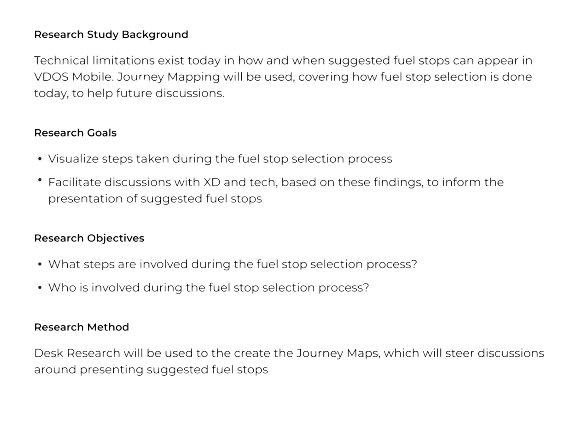 Research Study Background
Technical limitations exist today in how and when suggested fuel stops can appear in
VDOS Mobile. Journey Mapping will be used, covering how fuel stop selection is done
today, to help future discussions.
Research Goals
• Visualize steps taken during the fuel stop selection process
• Facilitate discussions with XD and tech, based on these findings, to inform the
presentation of suggested fuel stops
Research Objectives
• What steps are involved during the fuel stop selection process?
• Who is involved during the fuel stop selection process?
Research Method
Desk Research will be used to the create the Journey Maps, which will steer discussions
around presenting suggested fuel stops